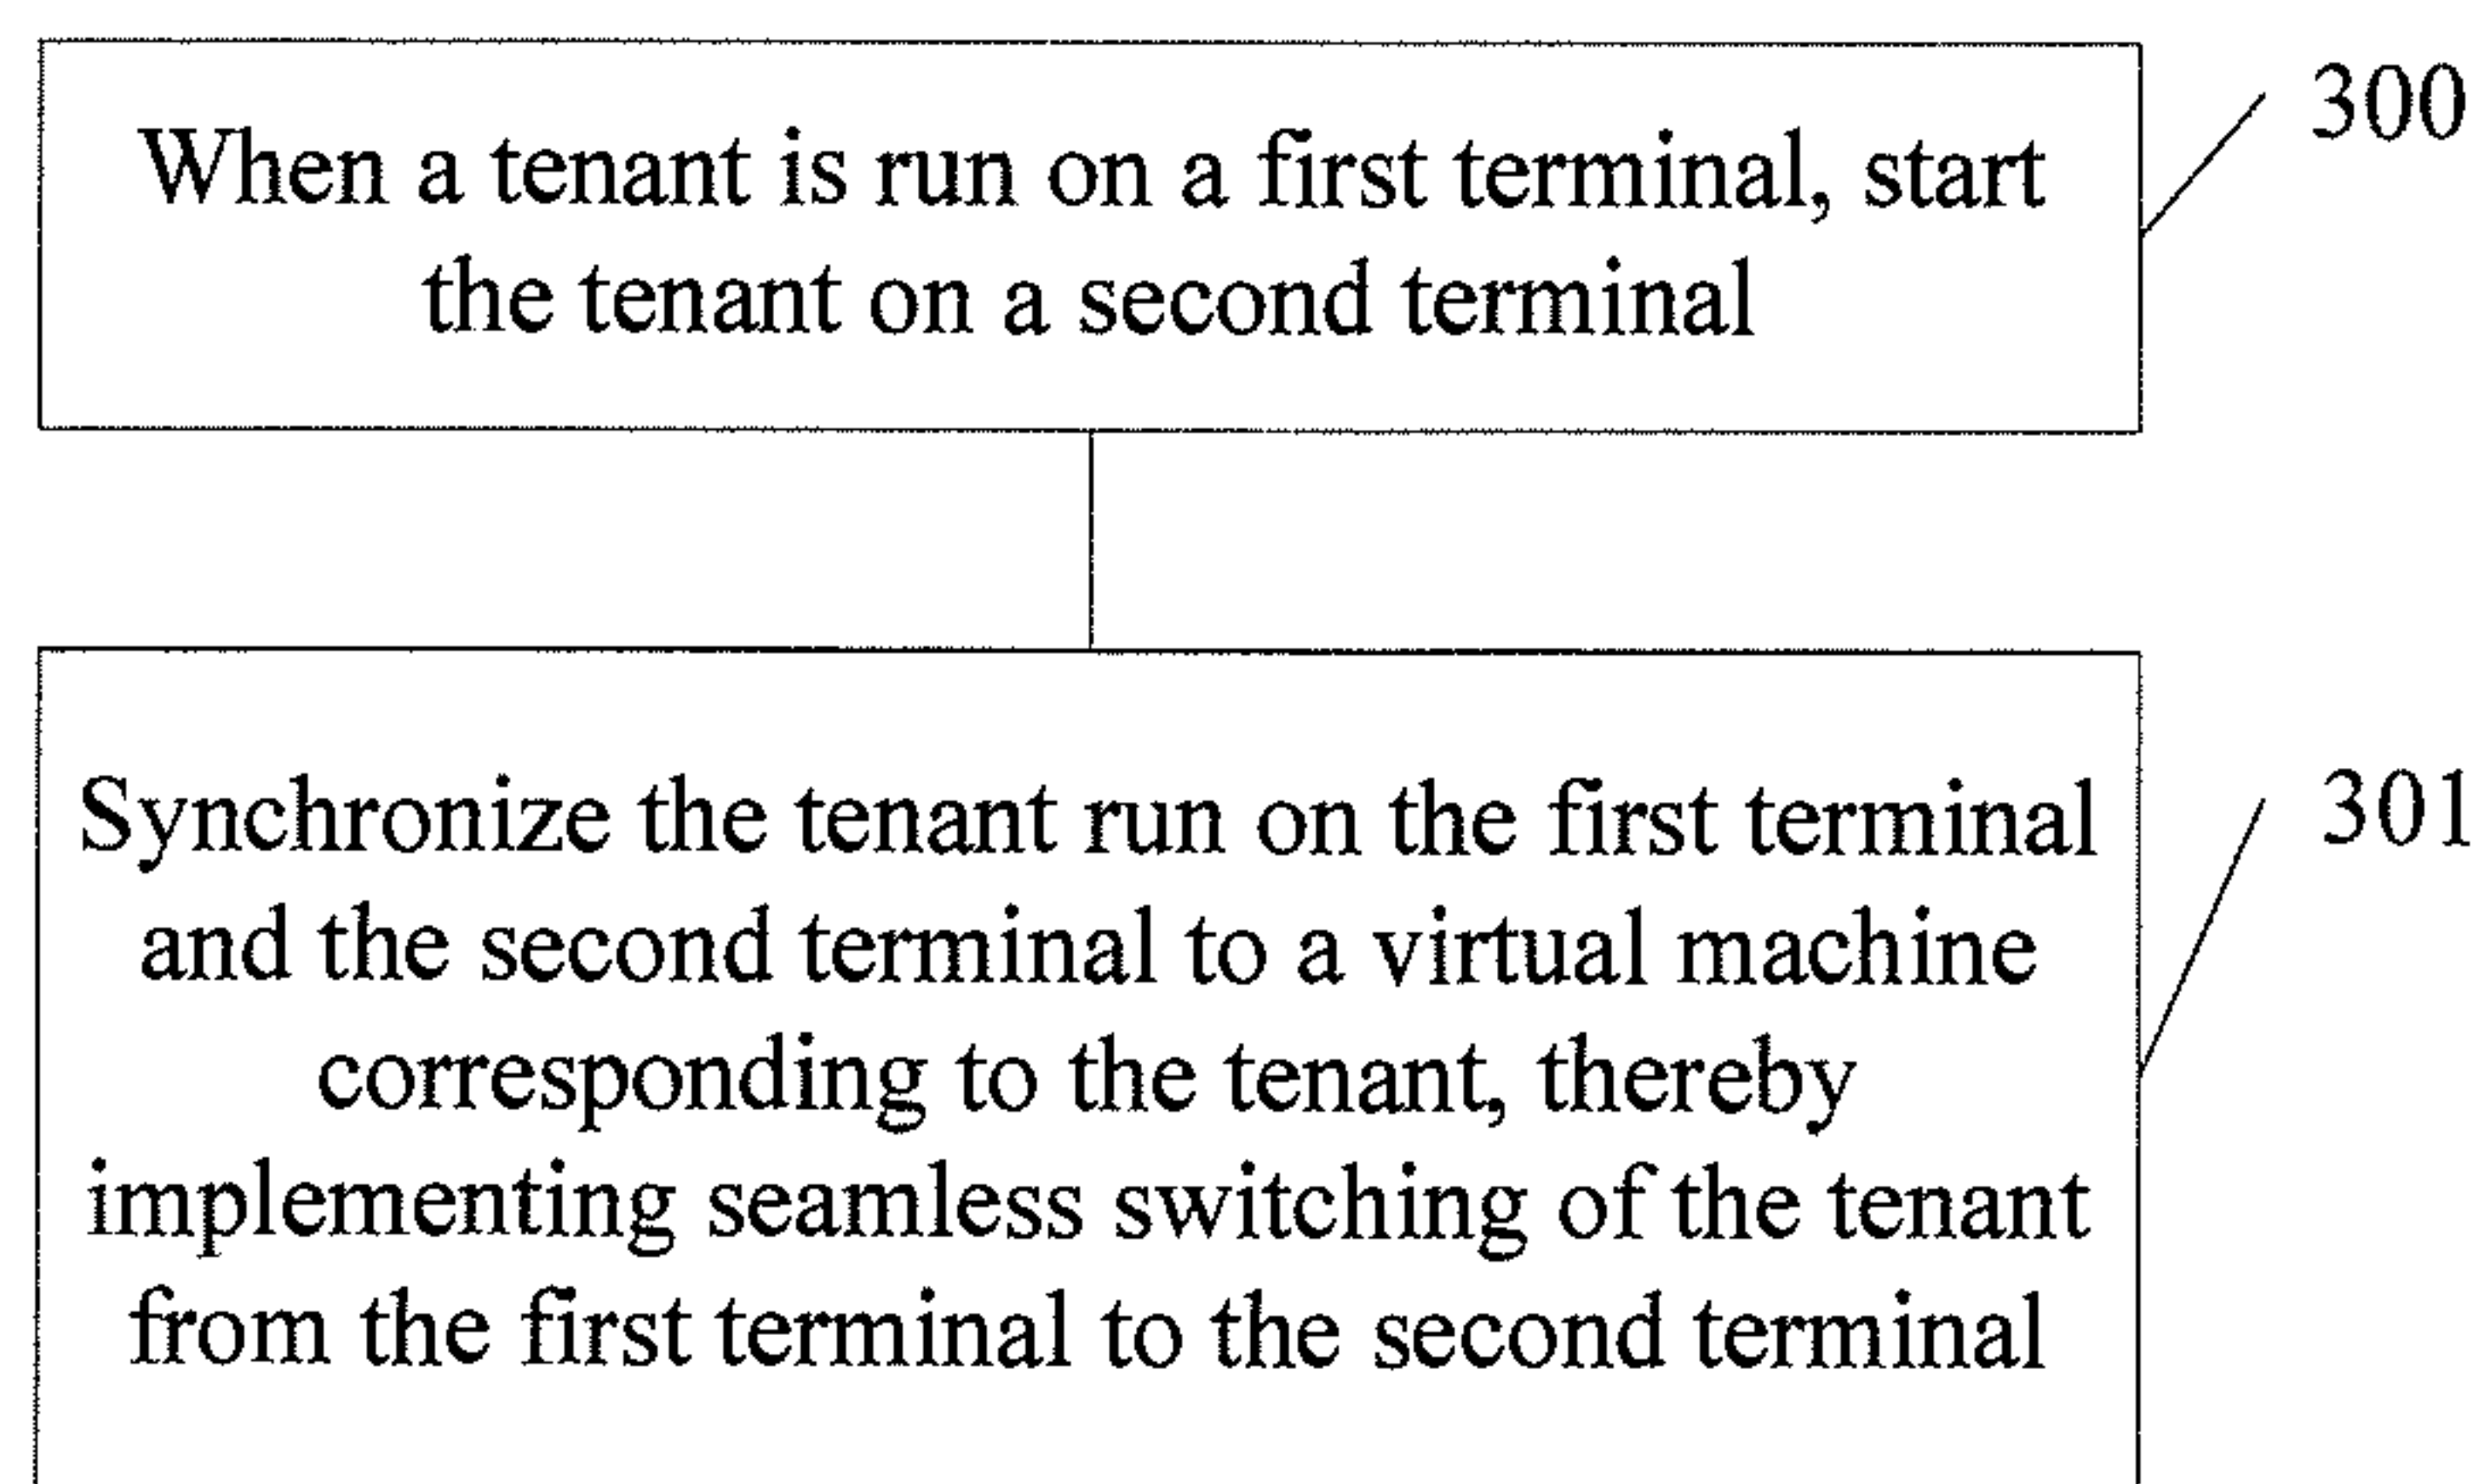 When a tenant is run on a first terminal, start
the tenant on a second terminal
300
Synchronize the tenant run on the first terminal
and the second terminal to a virtual machine
corresponding to the tenant, thereby
implementing seamless switching of the tenant
from the first terminal to the second terminal
301